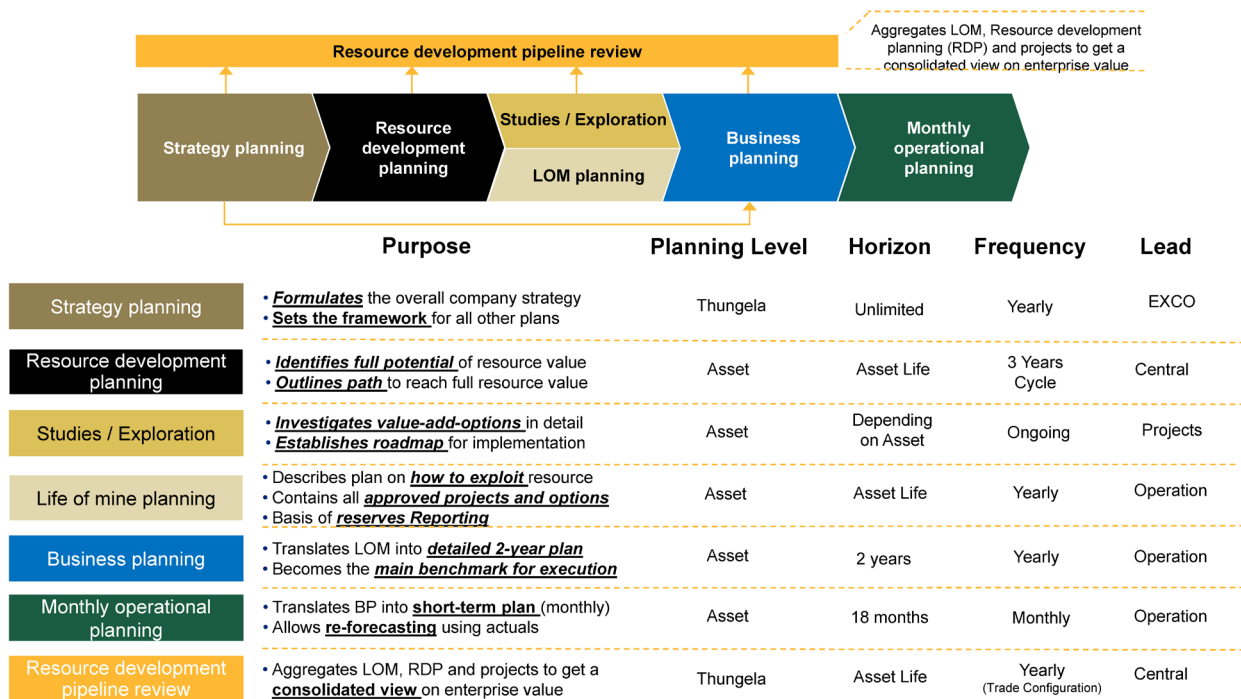 Resource development pipeline review
Aggregates LOM, Resource development
planning (RDP) and projects to get a
consolidated view on enterprise value
Strategy planning
Resource
development
planning
Studies / Exploration
LOM planning
Business
planning
Monthly
operational
planning
Purpose
Planning Level
Horizon
Frequency
Lead
Strategy planning
• Formulates the overall company strategy
• Sets the framework for all other plans
Thungela
Unlimited
Yearly
EXCO
Resource development
planning
• Identifies full potential of resource value
• Outlines path to reach full resource value
Asset
Asset Life
3 Years
Cycle
Central
Studies / Exploration
• Investigates value-add-options in detail
• Establishes roadmap for implementation
Asset
Depending
on Asset
Ongoing
Projects
Life of mine planning
• Describes plan on how to exploit resource
• Contains all approved projects and options
• Basis of reserves Reporting
Asset
Asset Life
Yearly
Operation
Business planning
• Translates LOM into detailed 2-year plan
• Becomes the main benchmark for execution
Asset
2 years
Yearly
Operation
Monthly operational
planning
• Translates BP into short-term plan (monthly)
• Allows re-forecasting using actuals
Asset
18 months
Monthly
Operation
Resource development
pipeline review
• Aggregates LOM, RDP and projects to get a
consolidated view on enterprise value
Thungela
Asset Life
Yearly
(Trade Configuration)
Central